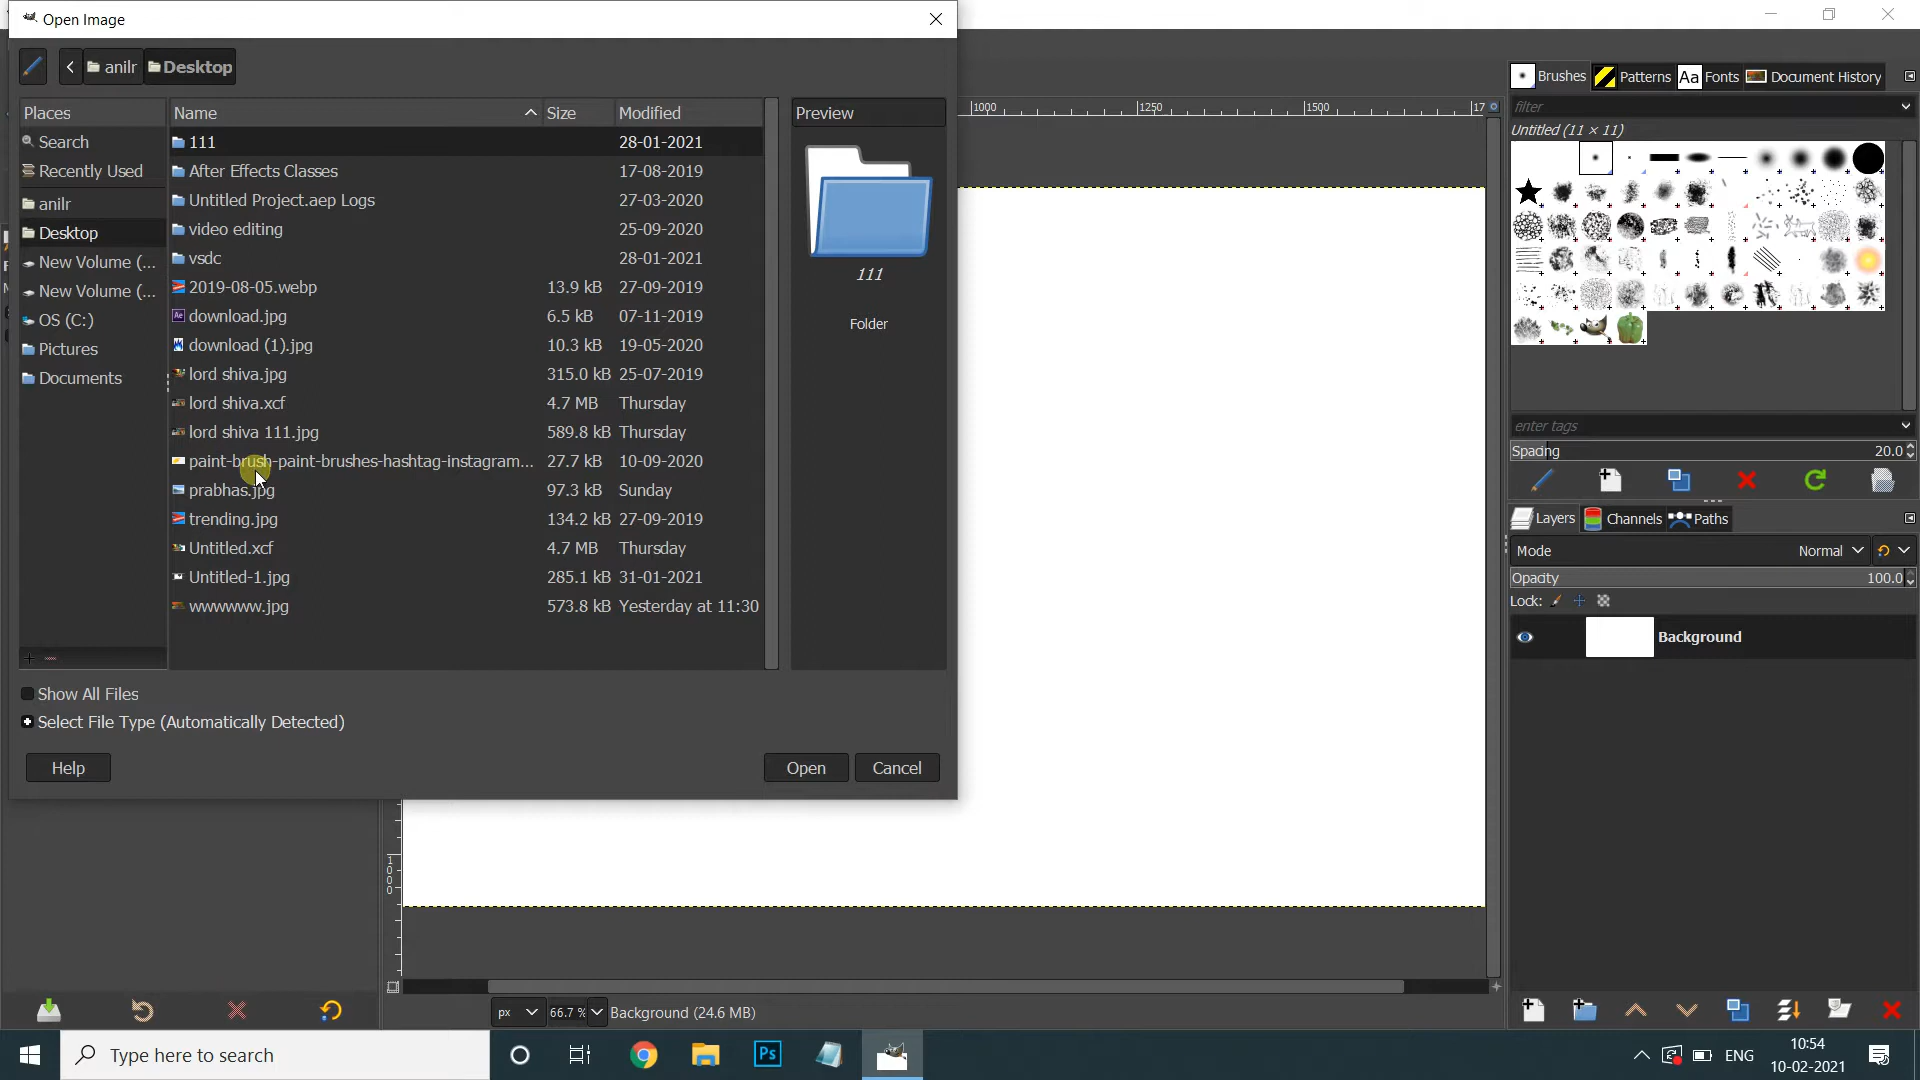 Open Image
anilr
Desktop
Places
Search
Recently Used
anilr
Desktop
New Volume (...
New Volume (...
OS (C:)
Pictures
Documents
Name Size Modified
111 28-01-2021
After Effects Classes 17-08-2019
Untitled Project.aep Logs 27-03-2020
video editing 25-09-2020
vsdc 28-01-2021
2019-08-05.webp 13.9 kB 27-09-2019
download.jpg 6.5 kB 07-11-2019
download (1).jpg 10.3 kB 19-05-2020
lord shiva.jpg 315.0 kB 25-07-2019
lord shiva.xcf 4.7 MB Thursday
lord shiva 111.jpg 589.8 kB Thursday
paint-brush-paint-brushes-hashtag-instagram... 27.7 kB 10-09-2020
prabhas.jpg 97.3 kB Sunday
trending.jpg 134.2 kB 27-09-2019
Untitled.xcf 4.7 MB Thursday
Untitled-1.jpg 285.1 kB 31-01-2021
wwwwww.jpg 573.8 kB Yesterday at 11:30
Preview
111
Folder
Show All Files
Select File Type (Automatically Detected)
Help
Open
Cancel
1000 1250 1500 17
1000
Brushes Patterns Aa Fonts Document History
filter
Untitled (11 × 11)
enter tags
Spacing 20.0
Layers Channels Paths
Mode Normal
Opacity 100.0
Lock:
Background
px 66.7 % Background (24.6 MB)
Type here to search
Ps
ENG
10:54
10-02-2021